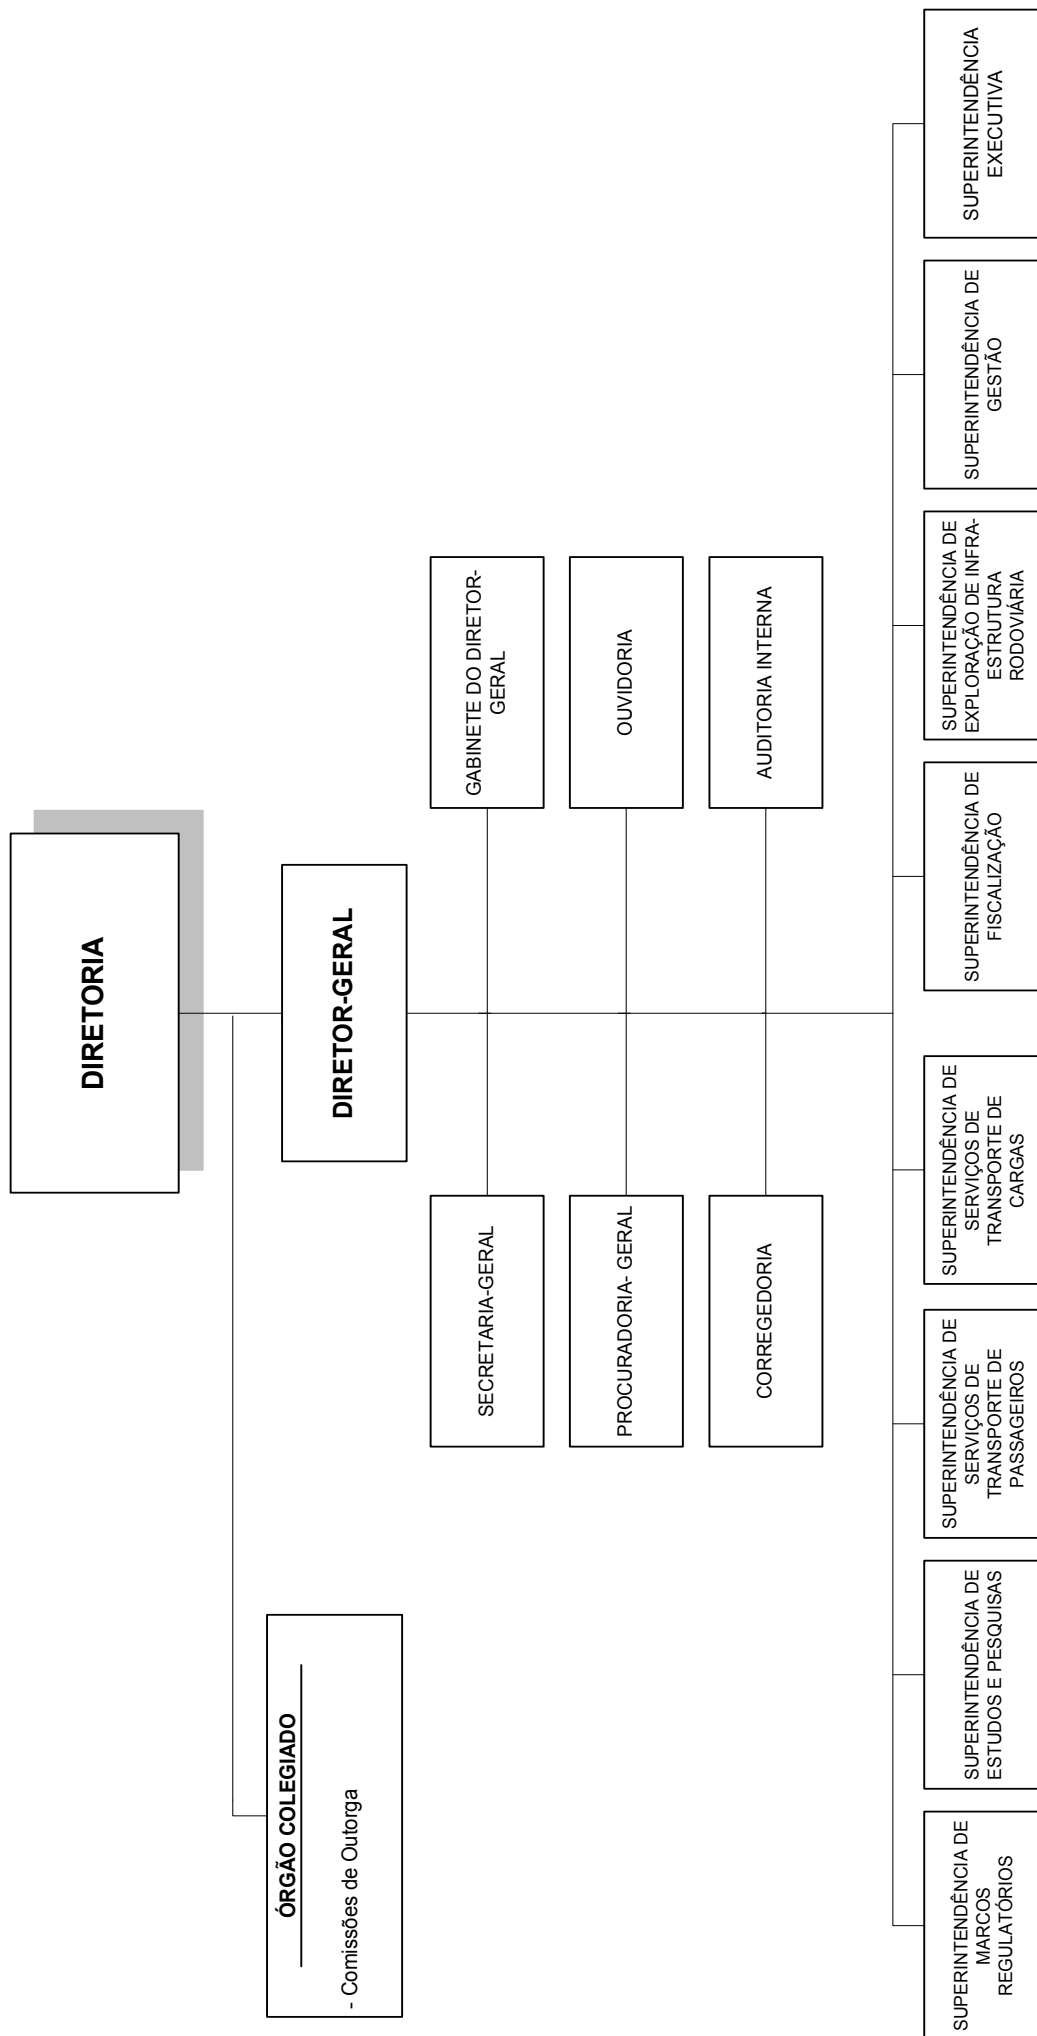 DIRETORIA
ÓRGÃO COLEGIADO
- Comissões de Outorga
DIRETOR-GERAL
SECRETARIA-GERAL
GABINETE DO DIRETOR-
GERAL
PROCURADORIA- GERAL
OUVIDORIA
CORREGEDORIA
AUDITORIA INTERNA
SUPERINTENDÊNCIA DE
MARCOS
REGULATÓRIOS
SUPERINTENDÊNCIA DE
ESTUDOS E PESQUISAS
SUPERINTENDÊNCIA DE
SERVIÇOS DE
TRANSPORTE DE
PASSAGEIROS
SUPERINTENDÊNCIA DE
SERVIÇOS DE
TRANSPORTE DE
CARGAS
SUPERINTENDÊNCIA DE
FISCALIZAÇÃO
SUPERINTENDÊNCIA DE
EXPLORAÇÃO DE INFRA-
ESTRUTURA
RODOVIÁRIA
SUPERINTENDÊNCIA DE
GESTÃO
SUPERINTENDÊNCIA
EXECUTIVA